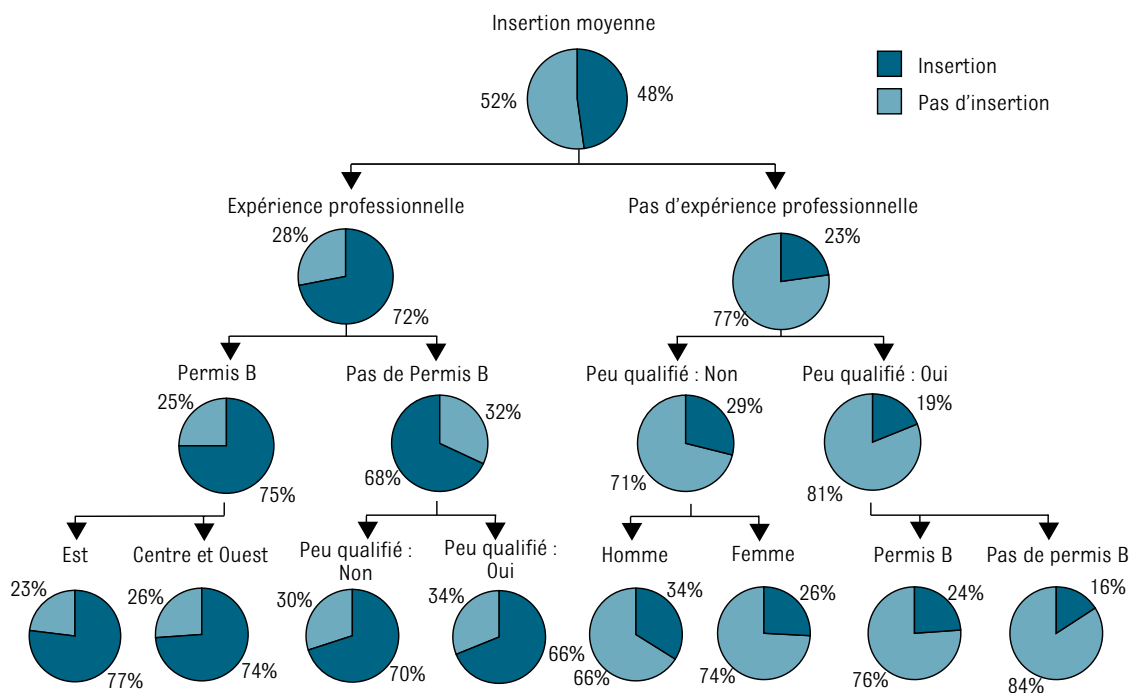 Insertion moyenne
Insertion
Pas d'insertion
52%
48%
Expérience professionnelle
Pas d'expérience professionnelle
28%
72%
23%
77%
Permis B
Pas de Permis B
Peu qualifié : Non
Peu qualifié : Oui
25%
75%
32%
68%
29%
71%
19%
81%
Est
Centre et Ouest
Peu qualifié :
Non
Peu qualifié :
Oui
Homme
Femme
Permis B
Pas de permis B
23%
77%
26%
74%
30%
70%
34%
66%
34%
66%
26%
74%
24%
76%
16%
84%